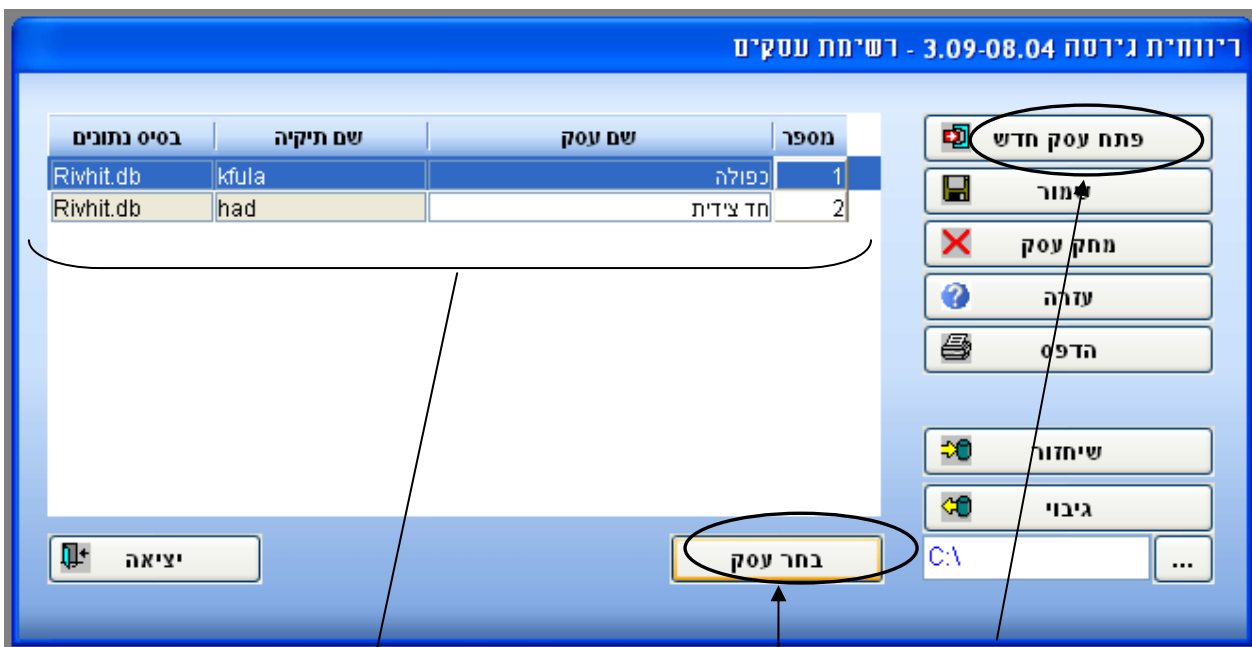 ריווחית גירסה 3.09-08.04 - רשימת עסקים
פתח עסק חדש
שמור
מחק עסק
עזרה
הדפס
שיחזור
גיבוי
... C:\
מספר שם עסק שם תיקיה בסיס נתונים
1 כפולה kfula Rivhit.db
2 חד צידית had Rivhit.db
בחר עסק
יציאה